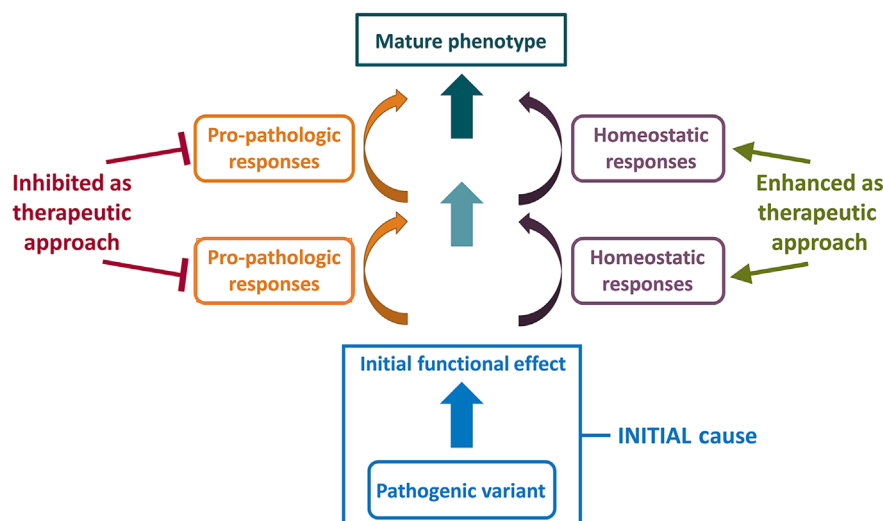 Mature phenotype
Pro-pathologic
responses
Homeostatic
responses
Inhibited as
therapeutic
approach
Enhanced as
therapeutic
approach
Pro-pathologic
responses
Homeostatic
responses
Initial functional effect
INITIAL cause
Pathogenic variant